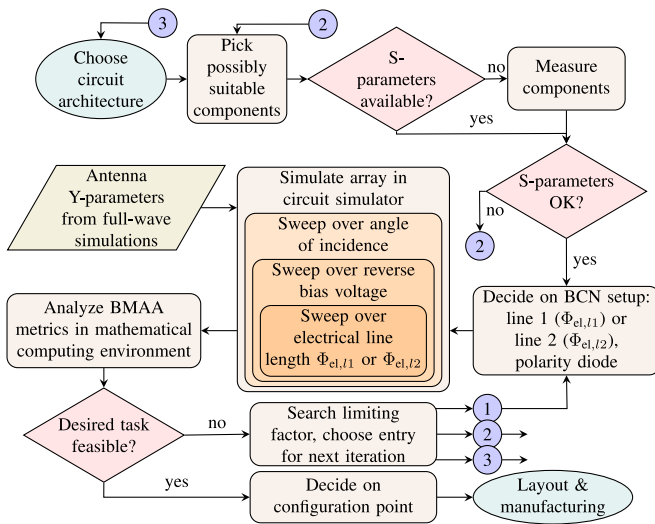 3
2
Choose
circuit
architecture
Pick
possibly
suitable
components
S-
parameters
available?
no
Measure
components
yes
Antenna
Y-parameters
from full-wave
simulations
Simulate array in
circuit simulator
Sweep over angle
of incidence
Sweep over reverse
bias voltage
Sweep over
electrical line
length Φel,l1 or Φel,l2
S-parameters
OK?
no
2
yes
Decide on BCN setup:
line 1 (Φel,l1) or
line 2 (Φel,l2),
polarity diode
Analyze BMAA
metrics in mathematical
computing environment
Desired task
feasible?
no
Search limiting
factor, choose entry
for next iteration
1
2
3
yes
Decide on
configuration point
Layout &
manufacturing